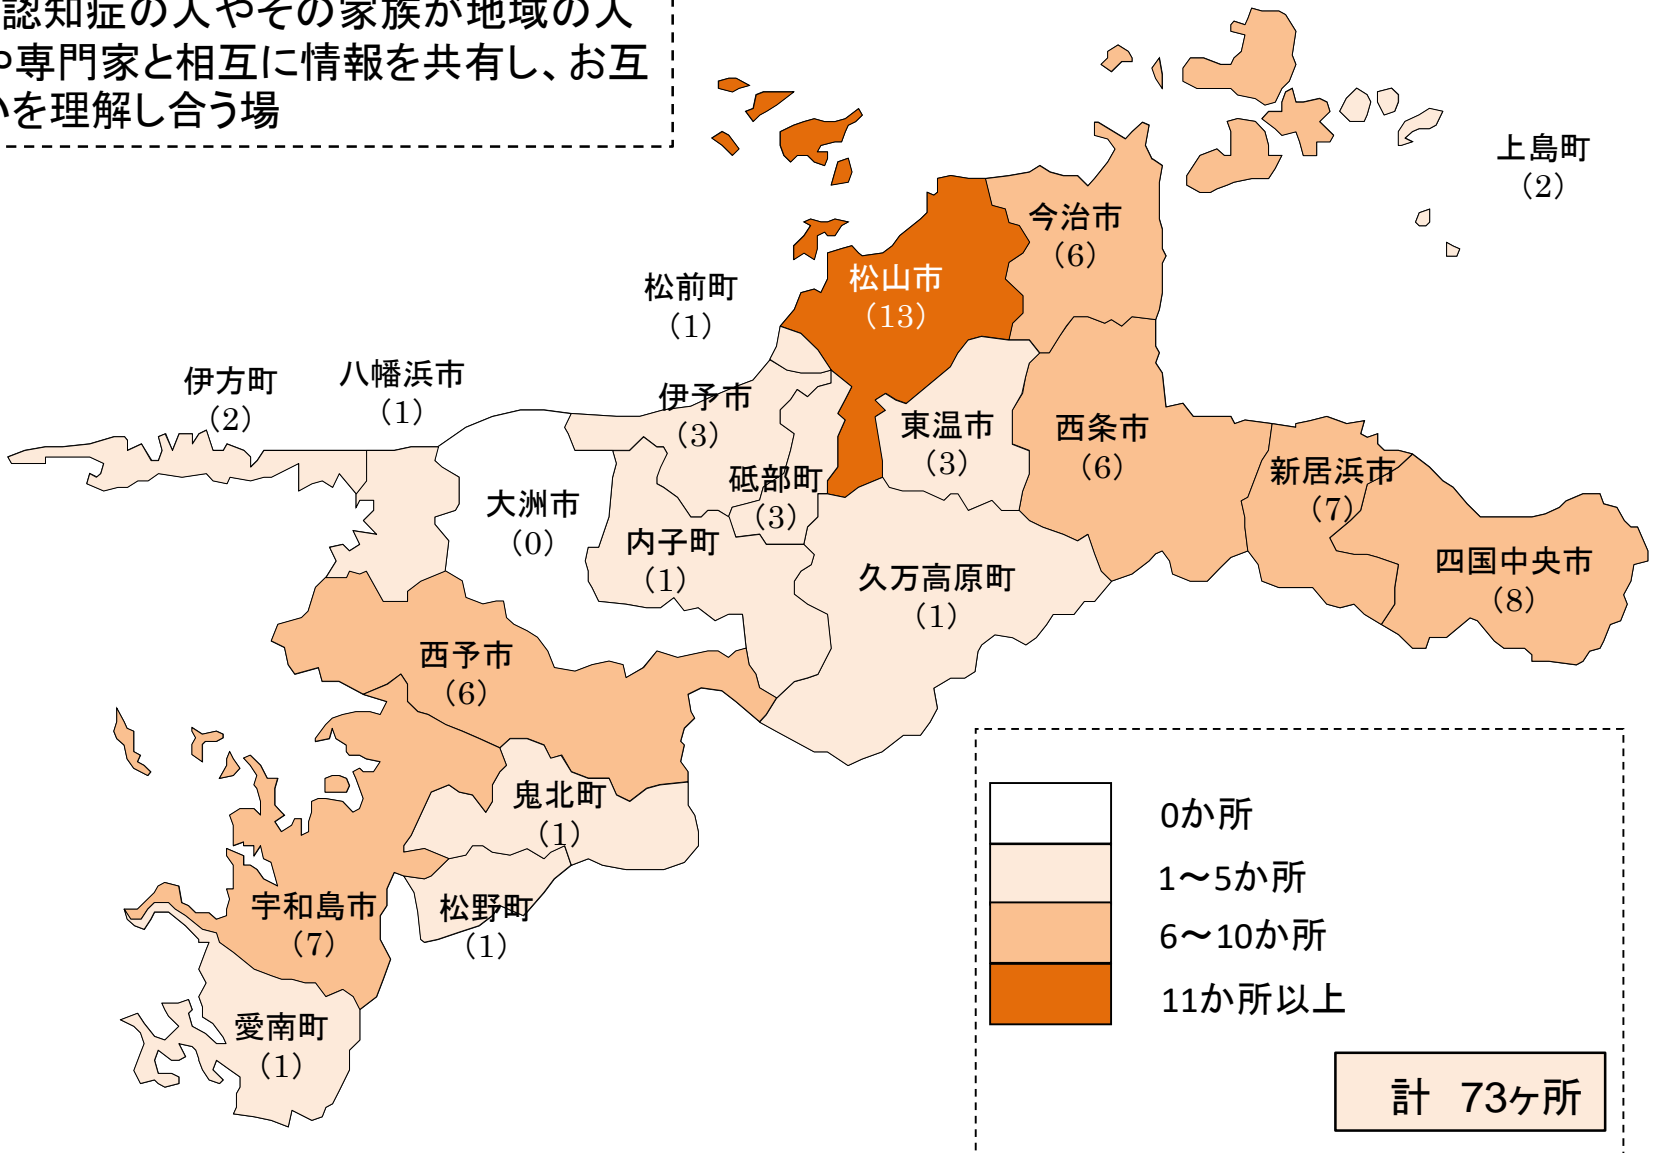 認知症の人やその家族が地域の人
や専門家と相互に情報を共有し、お互
いを理解し合う場
上島町
（2）
今治市
（6）
松山市
（13）
松前町
（1）
伊方町
（2）
八幡浜市
（1）
伊予市
（3）
東温市
（3）
西条市
（6）
新居浜市
（7）
砥部町
（3）
大洲市
（0）
内子町
（1）
久万高原町
（1）
四国中央市
（8）
西予市
（6）
鬼北町
（1）
松野町
（1）
宇和島市
（7）
愛南町
（1）
0か所
1～5か所
6～10か所
11か所以上
計 73ヶ所